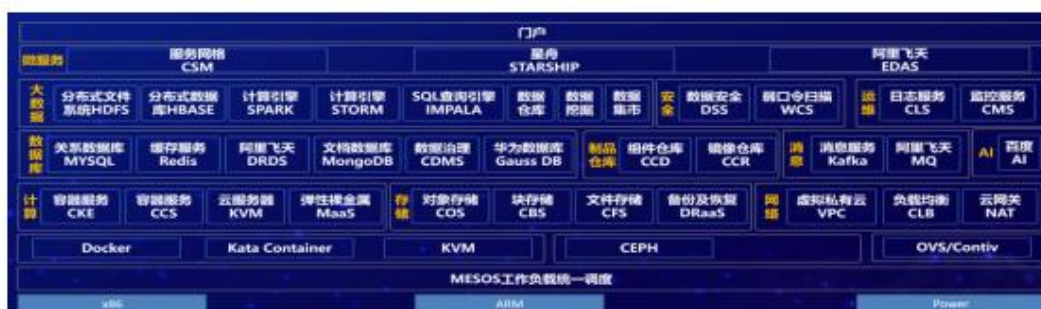 门户
微服务 服务网格 星舟 阿里飞天
CSM STARSHIP EDAS
大数据 分布式文件 分布式数据 计算引擎 计算引擎 SQL查询引擎 数据 数据 数据 安全 数据安全 弱口令扫描 运维 日志服务 监控服务
系统HDFS 库HBASE SPARK STORM IMPALA 仓库 挖掘 集市 DSS WCS CLS CMS
数据库 关系数据库 缓存服务 阿里飞天 文档数据库 数据治理 华为数据库 制品仓库 组件仓库 镜像仓库 消息 消息服务 阿里飞天 AI 百度
MYSQL Redis DRDS MongoDB CDMS Gauss DB CCD CCR Kafka MQ AI
计算 容器服务 容器服务 云服务器 弹性裸金属 存储 对象存储 块存储 文件存储 备份及恢复 网络 虚拟私有云 负载均衡 云网关
CKE CCS KVM MaaS COS CBS CFS DRaaS VPC CLB NAT
Docker Kata Container KVM CEPH OVS/Contiv
MESOS工作负载统一调度
x86 ARM Power